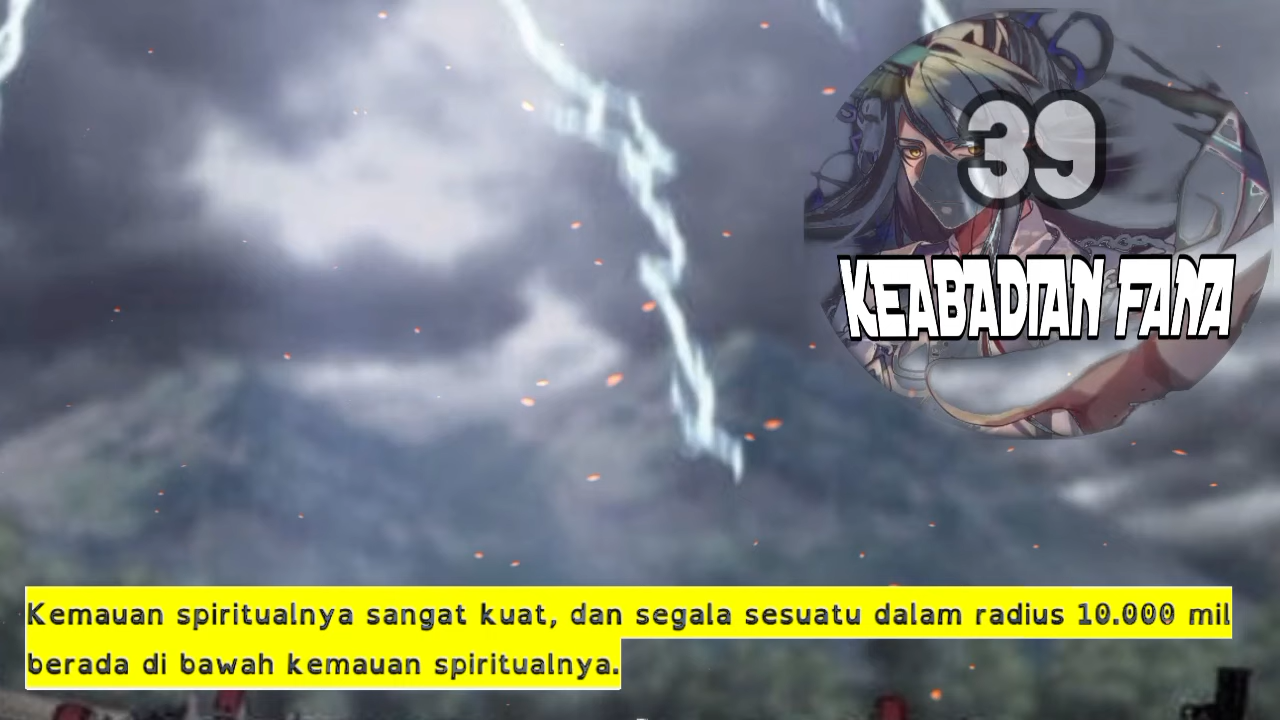 39
KEABADIAN FANA
Kemauan spiritualnya sangat kuat, dan segala sesuatu dalam radius 10.000 mil
berada di bawah kemauan spiritualnya.